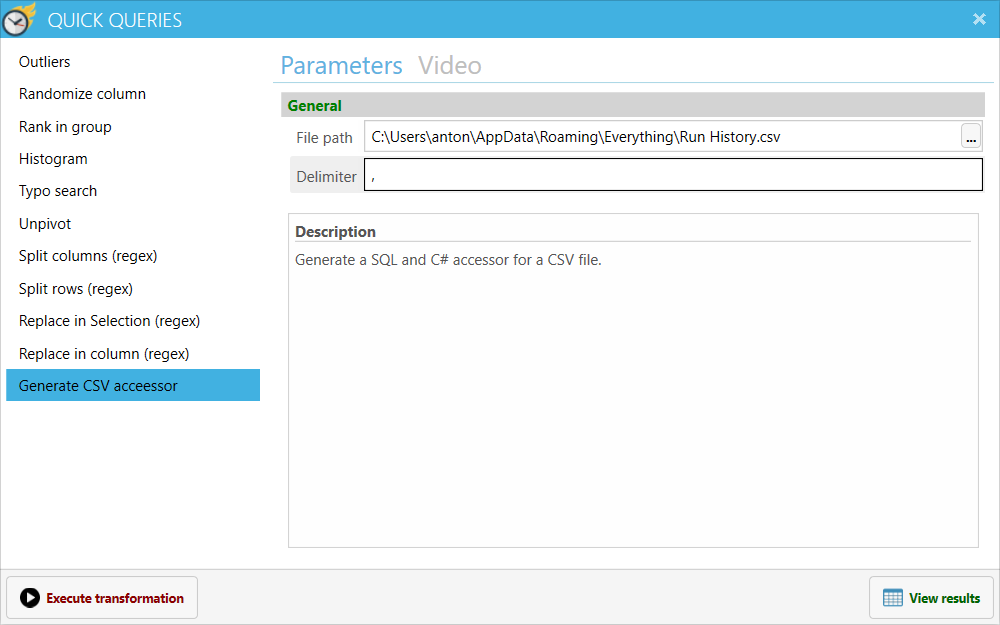 QUICK QUERIES
Outliers
Randomize column
Rank in group
Histogram
Typo search
Unpivot
Split columns (regex)
Split rows (regex)
Replace in Selection (regex)
Replace in column (regex)
Generate CSV acceessor
Parameters Video
General
File path C:\Users\anton\AppData\Roaming\Everything\Run History.csv ...
Delimiter ,
Description
Generate a SQL and C# accessor for a CSV file.
Execute transformation
View results